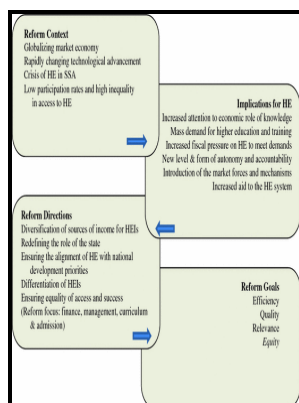 Reform Context
Globalizing market economy
Rapidly changing technological advancement
Crisis of HE in SSA
Low participation rates and high inequality
in access to HE
Implications for HE
Increased attention to economic role of knowledge
Mass demand for higher education and training
Increased fiscal pressure on HE to meet demands
New level & form of autonomy and accountability
Introduction of the market forces and mechanisms
Increased aid to the HE system
Reform Directions
Diversification of sources of income for HEIs
Redefining the role of the state
Ensuring the alignment of HE with national
development priorities
Differentiation of HEIs
Ensuring equality of access and success
(Reform focus: finance, management, curriculum
& admission)
Reform Goals
Efficiency
Quality
Relevance
Equity